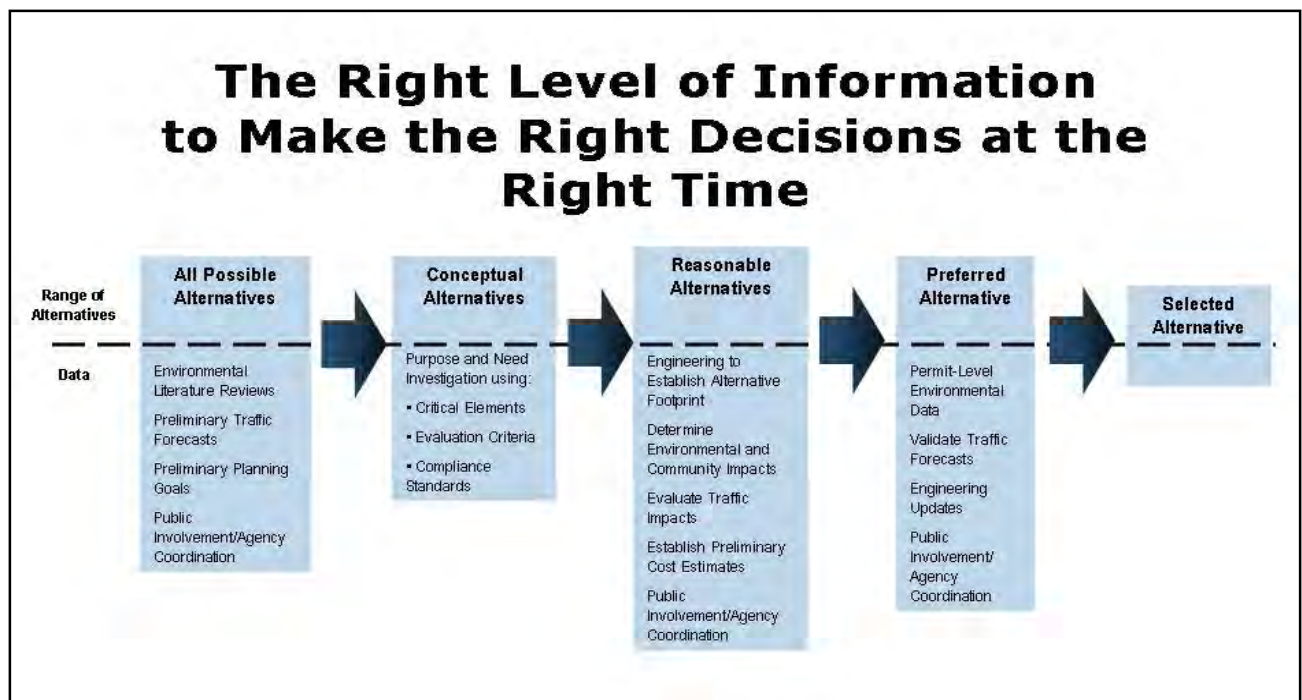 The Right Level of Information
to Make the Right Decisions at the
Right Time
Range of
Alternatives
Data
All Possible
Alternatives
Environmental
Literature Reviews
Preliminary Traffic
Forecasts
Preliminary Planning
Goals
Public
Involvement/Agency
Coordination
Conceptual
Alternatives
Purpose and Need
Investigation using:
▪ Critical Elements
▪ Evaluation Criteria
▪ Compliance
Standards
Reasonable
Alternatives
Engineering to
Establish Alternative
Footprint
Determine
Environmental and
Community Impacts
Evaluate Traffic
Impacts
Establish Preliminary
Cost Estimates
Public
Involvement/Agency
Coordination
Preferred
Alternative
Permit-Level
Environmental
Data
Validate Traffic
Forecasts
Engineering
Updates
Public
Involvement/
Agency
Coordination
Selected
Alternative